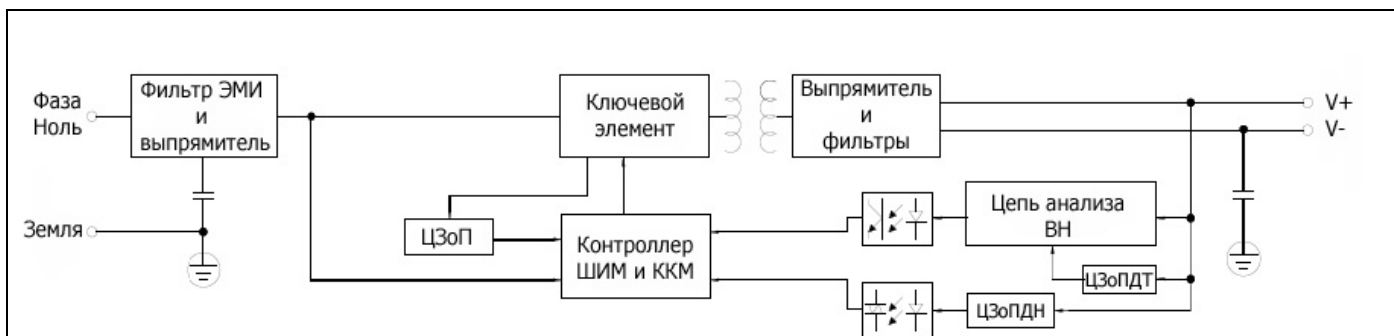 Фаза
Ноль
Земля
Фильтр ЭМИ
и
выпрямитель
Ключевой
элемент
Выпрямитель
и
фильтры
V+
V-
ЦЗоП
Контроллер
ШИМ и ККМ
Цепь анализа
ВН
ЦЗоПДТ
ЦЗоПДН